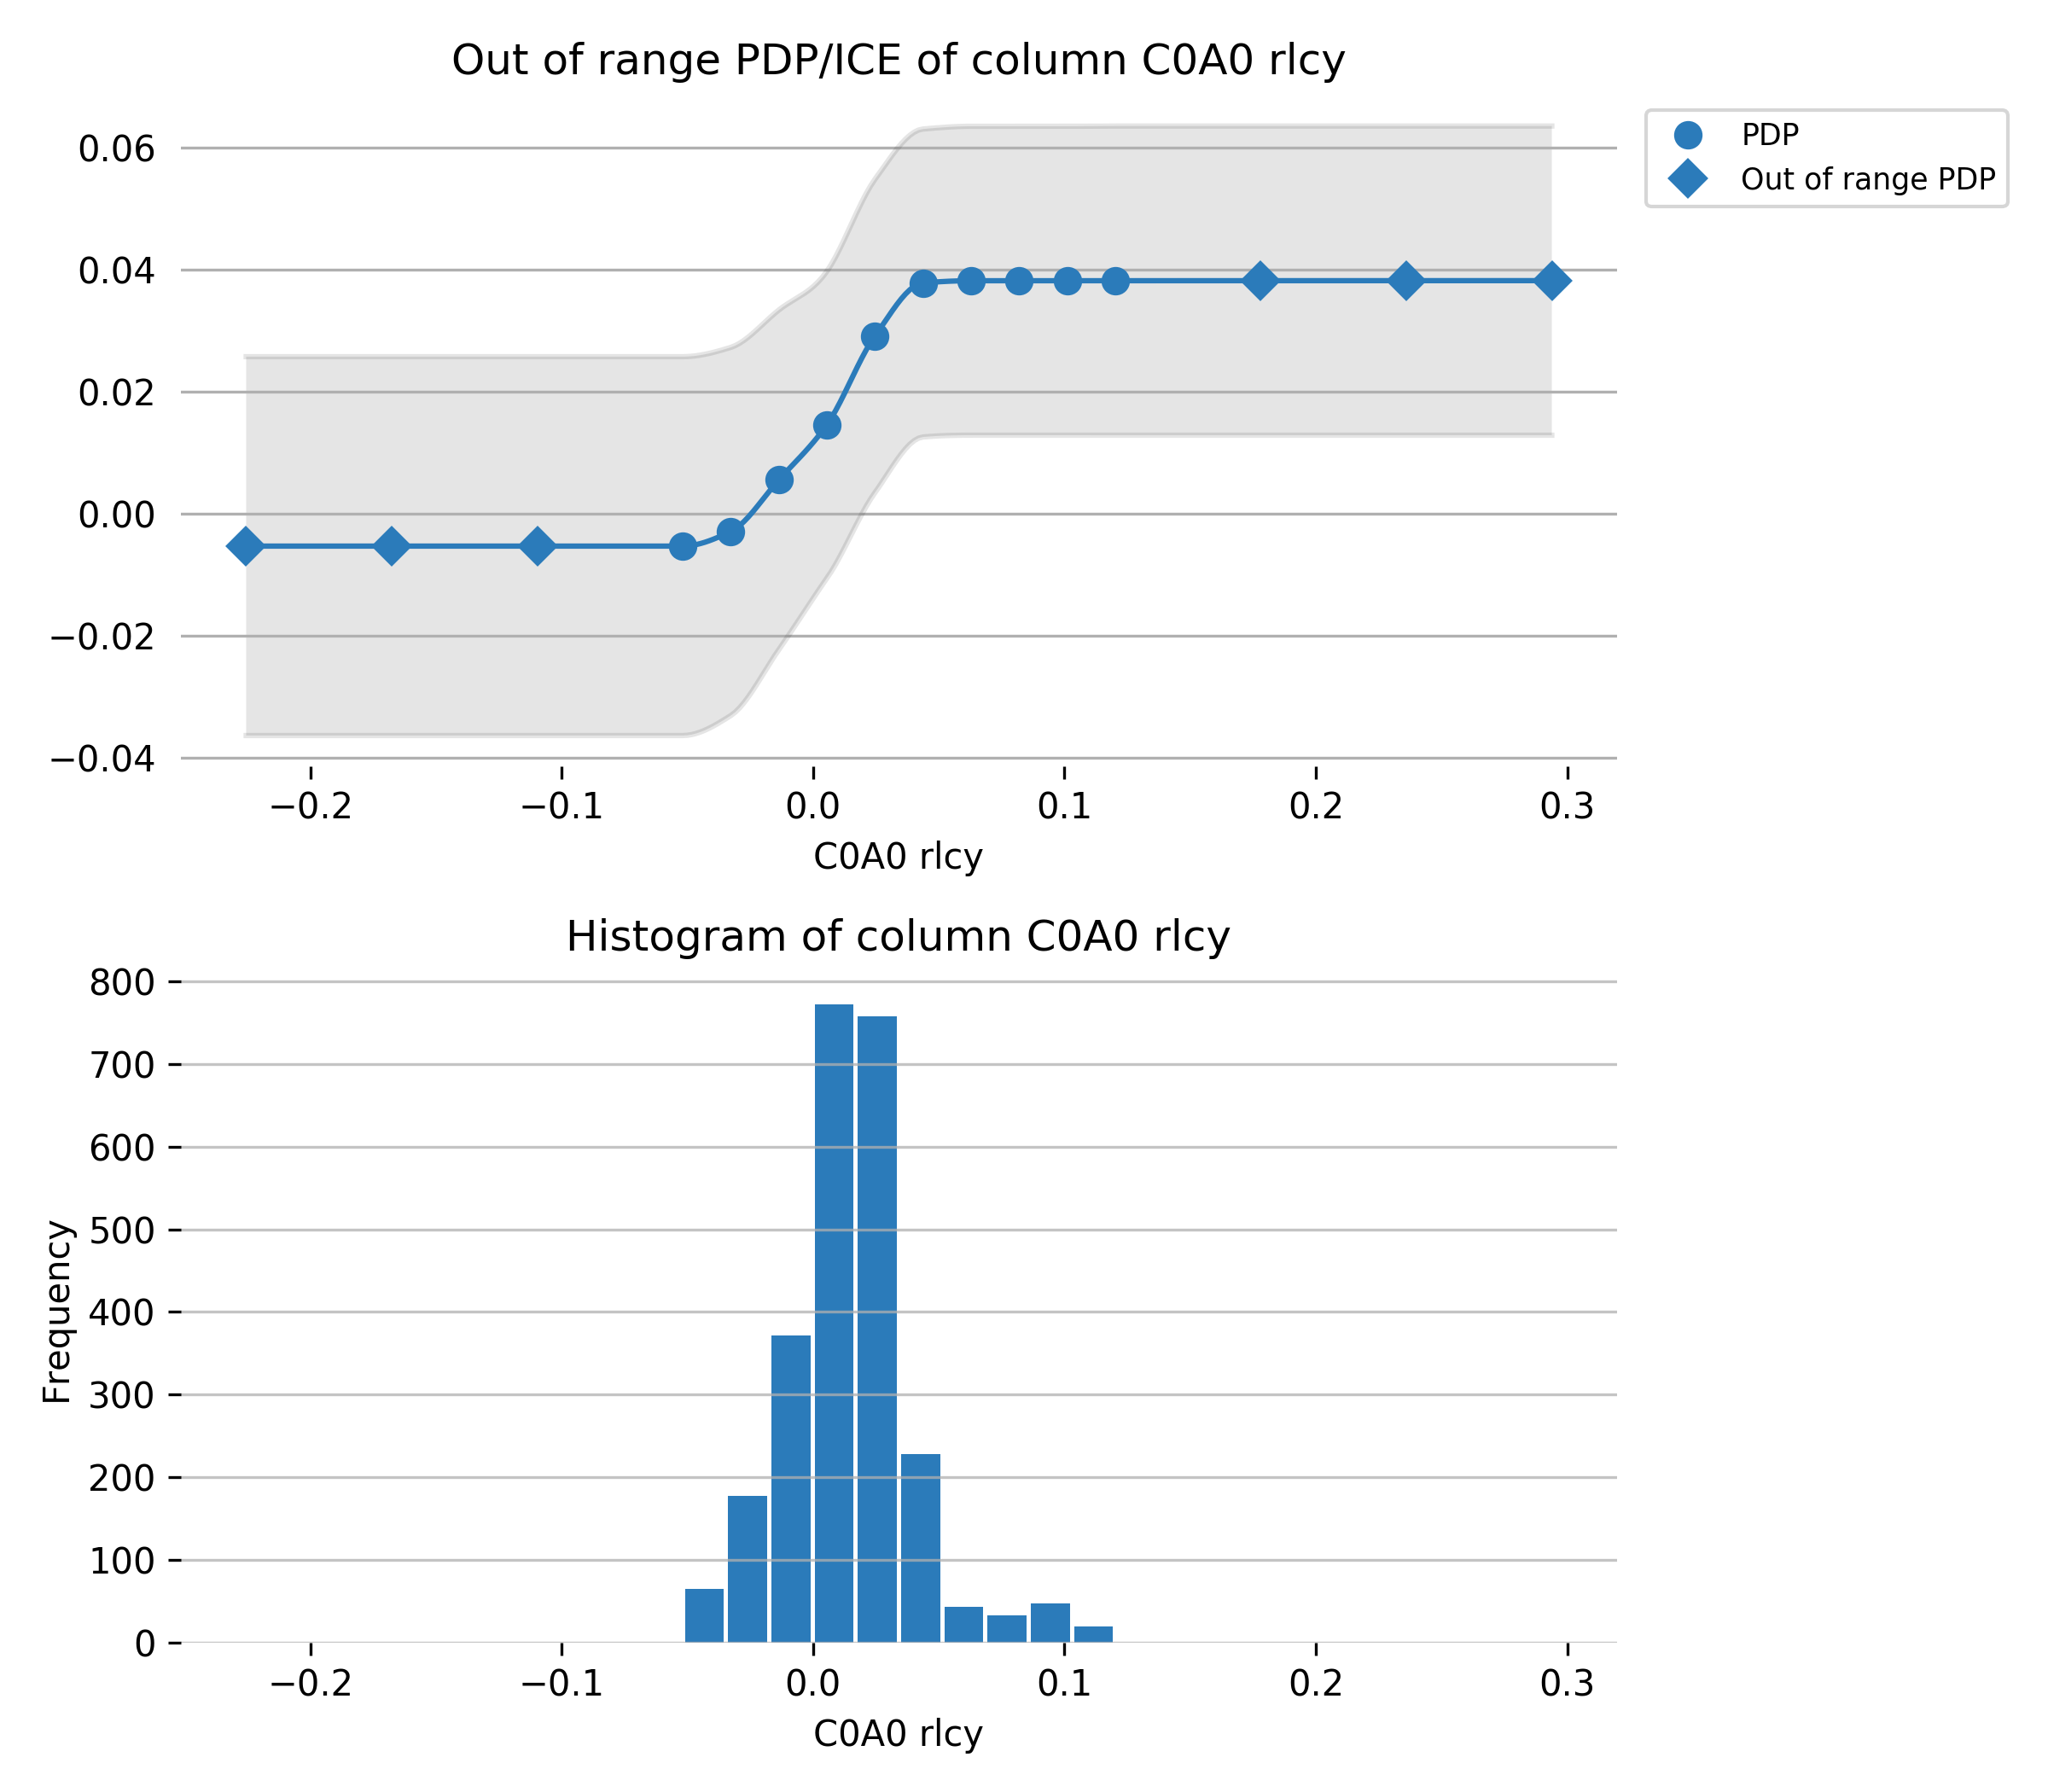 Out of range PDP/ICE of column C0A0 rlcy
PDP
Out of range PDP
0.06
0.04
0.02
0.00
−0.02
−0.04
−0.2 −0.1 0.0 0.1 0.2 0.3
C0A0 rlcy
Histogram of column C0A0 rlcy
Frequency
800
700
600
500
400
300
200
100
0
−0.2 −0.1 0.0 0.1 0.2 0.3
C0A0 rlcy